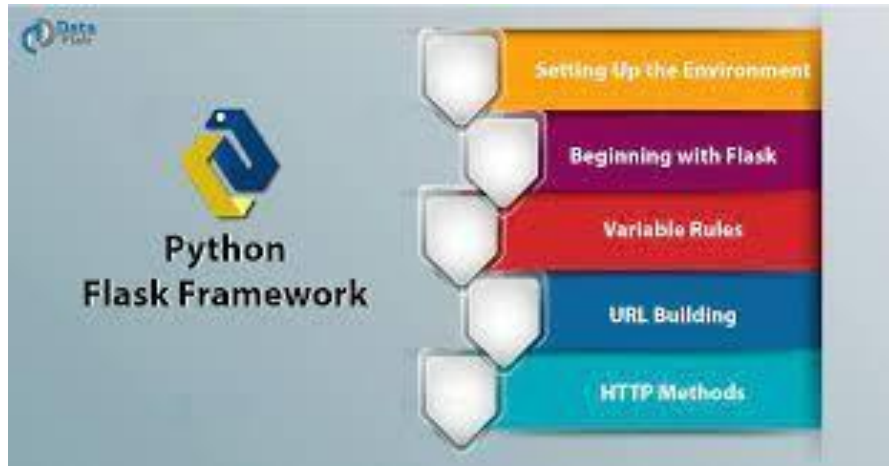 Data
Flair
Python
Flask Framework
Setting Up the Environment
Beginning with Flask
Variable Rules
URL Building
HTTP Methods